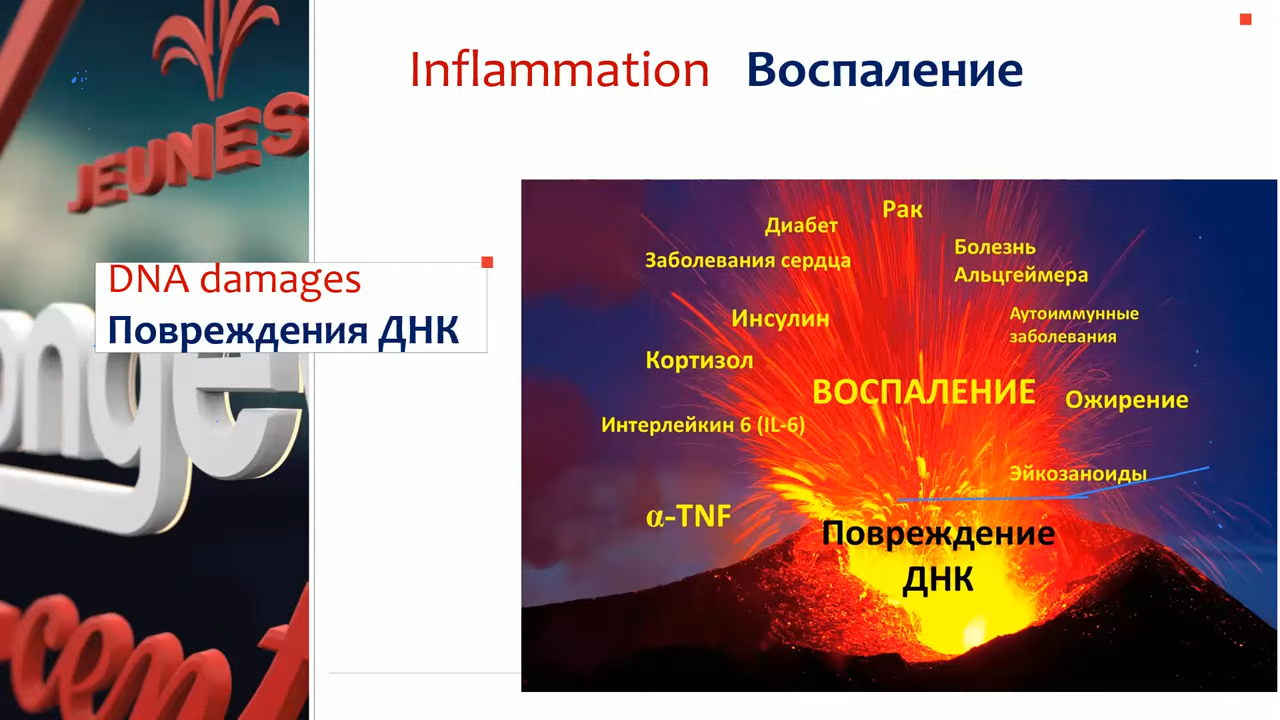 Inflammation Воспаление
JEUNES
DNA damages
Повреждения ДНК
Рак
Диабет
Болезнь
Альцгеймера
Заболевания сердца
Аутоиммунные
заболевания
Инсулин
Кортизол
ВОСПАЛЕНИЕ
Ожирение
Интерлейкин 6 (IL-6)
Эйкозаноиды
α-TNF
Повреждение
ДНК